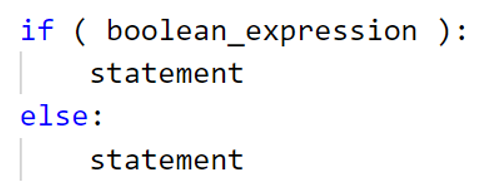 if ( boolean_expression ):
    statement
else:
    statement